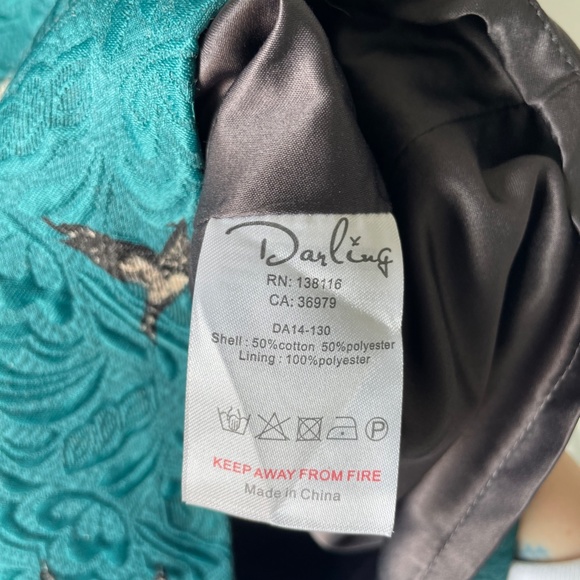 Darling
RN: 138116
CA: 36979
DA14-130
Shell : 50%cotton 50%polyester
Lining : 100%polyester
P
KEEP AWAY FROM FIRE
Made in China